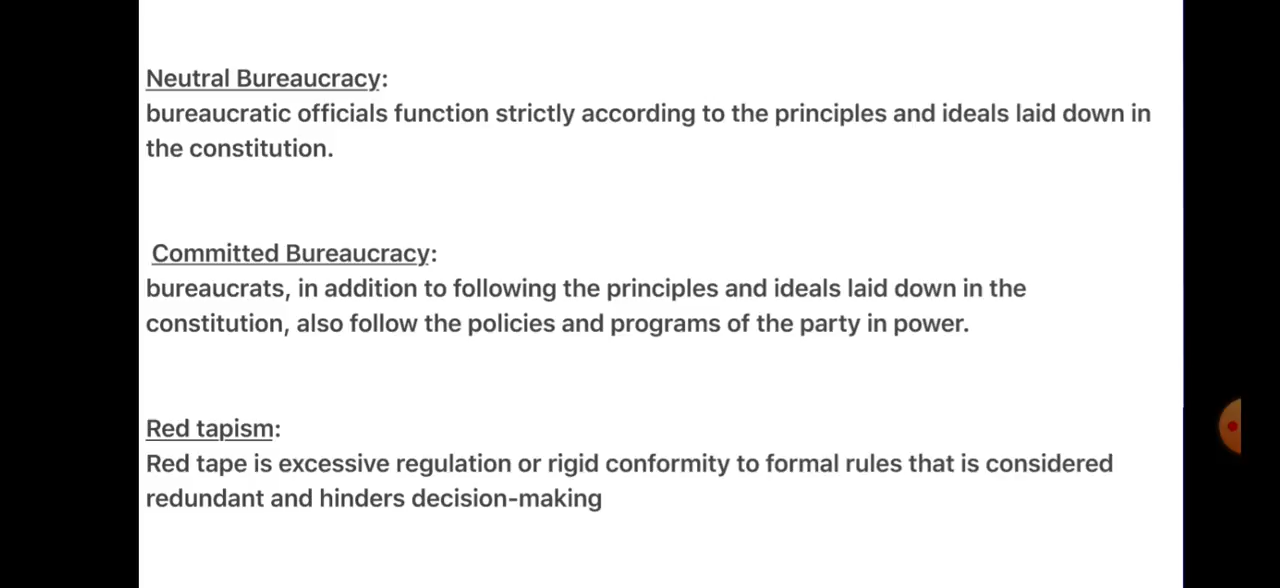 Neutral Bureaucracy:
bureaucratic officials function strictly according to the principles and ideals laid down in
the constitution.
Committed Bureaucracy:
bureaucrats, in addition to following the principles and ideals laid down in the
constitution, also follow the policies and programs of the party in power.
Red tapism:
Red tape is excessive regulation or rigid conformity to formal rules that is considered
redundant and hinders decision-making